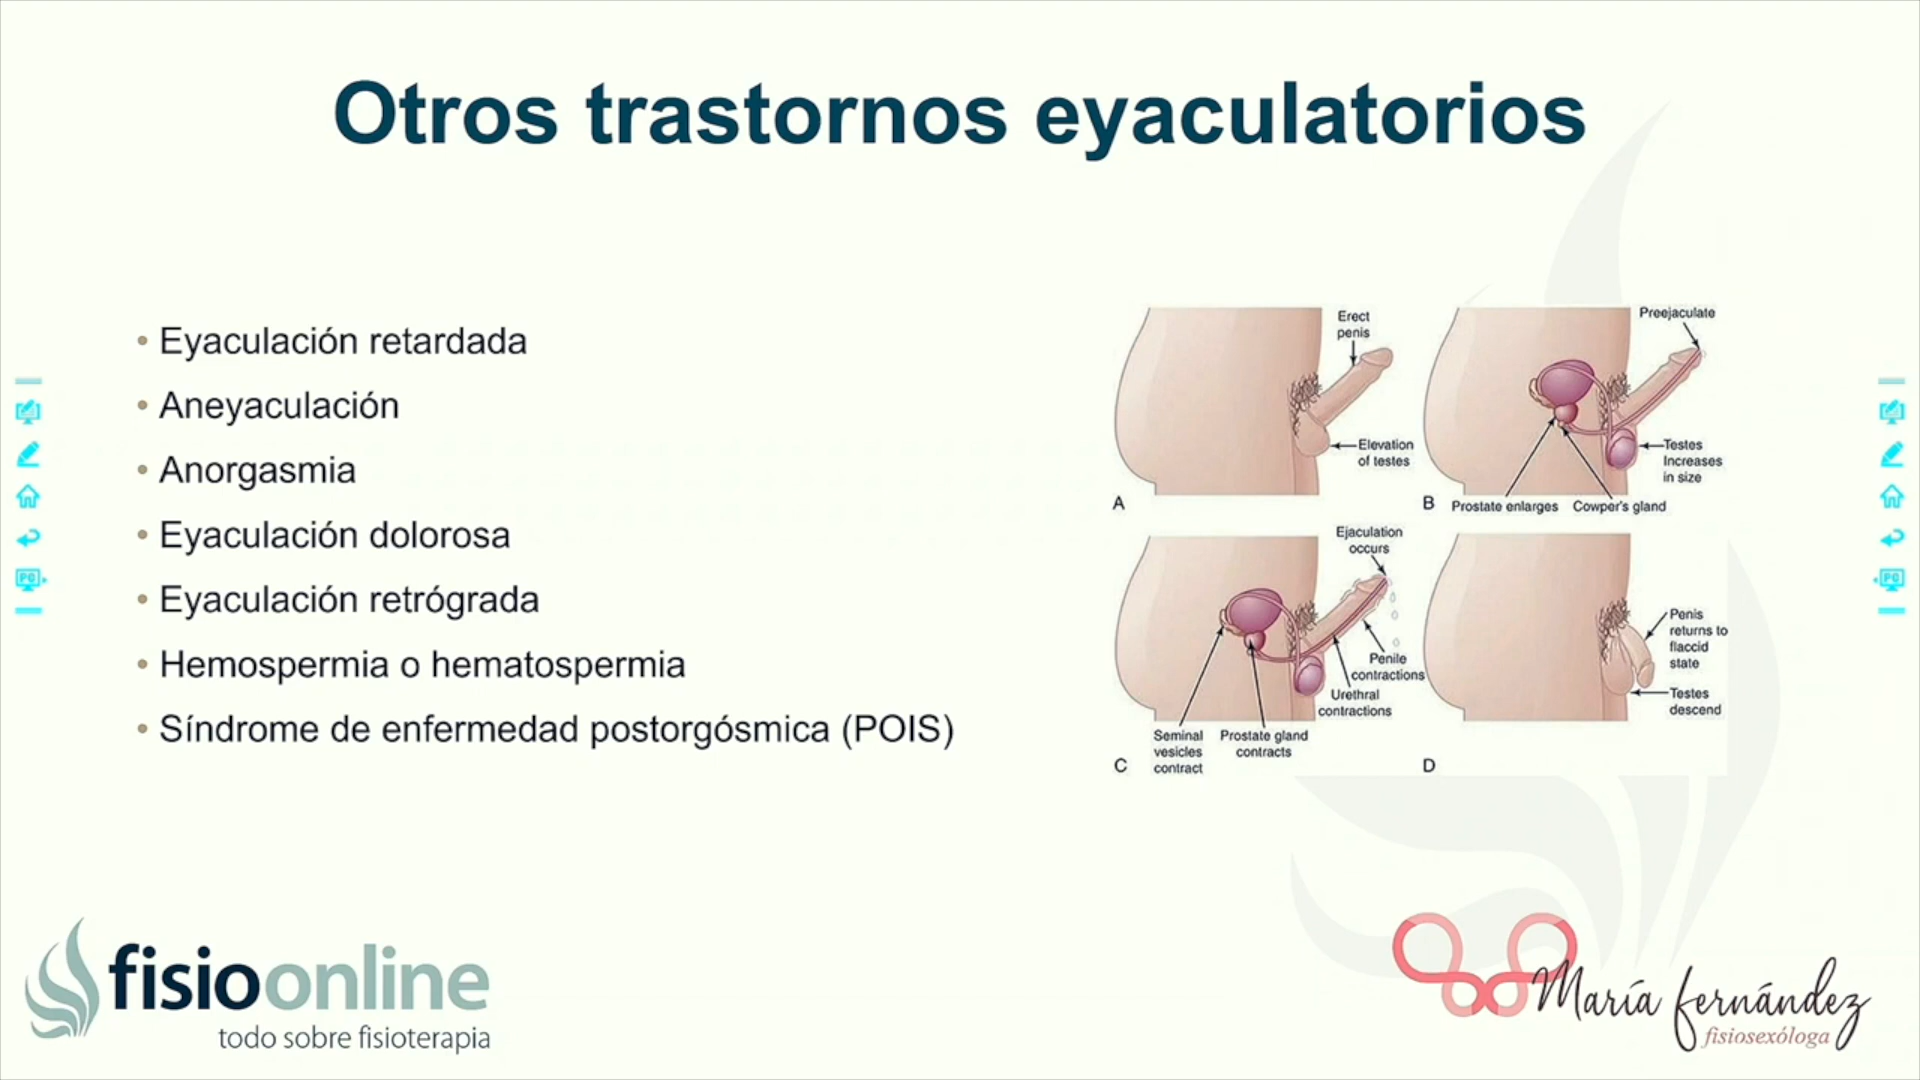 Otros trastornos eyaculatorios
• Eyaculación retardada
• Aneyaculación
• Anorgasmia
• Eyaculación dolorosa
• Eyaculación retrógrada
• Hemospermia o hematospermia
• Síndrome de enfermedad postorgósmica (POIS)
Erect
penis
Elevation
of testes
A
Preejaculate
Testes
Increases
in size
B
Prostate enlarges
Cowper's gland
Ejaculation
occurs
Penile
contractions
Urethral
contractions
Seminal
vesicles
contract
Prostate gland
contracts
C
Penis
returns to
flaccid
state
Testes
descend
D
PG
PG
fisioonline
todo sobre fisioterapia
María fernández
fisiosexóloga